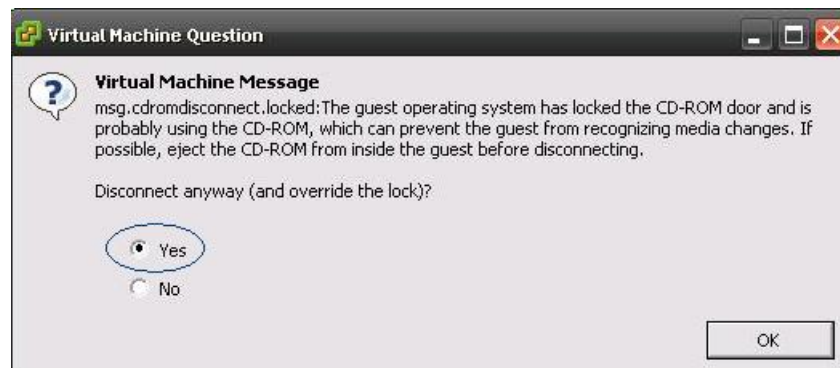 Virtual Machine Question
Virtual Machine Message
msg.cdromdisconnect.locked:The guest operating system has locked the CD-ROM door and is
probably using the CD-ROM, which can prevent the guest from recognizing media changes. If
possible, eject the CD-ROM from inside the guest before disconnecting.
Disconnect anyway (and override the lock)?
Yes
No
OK